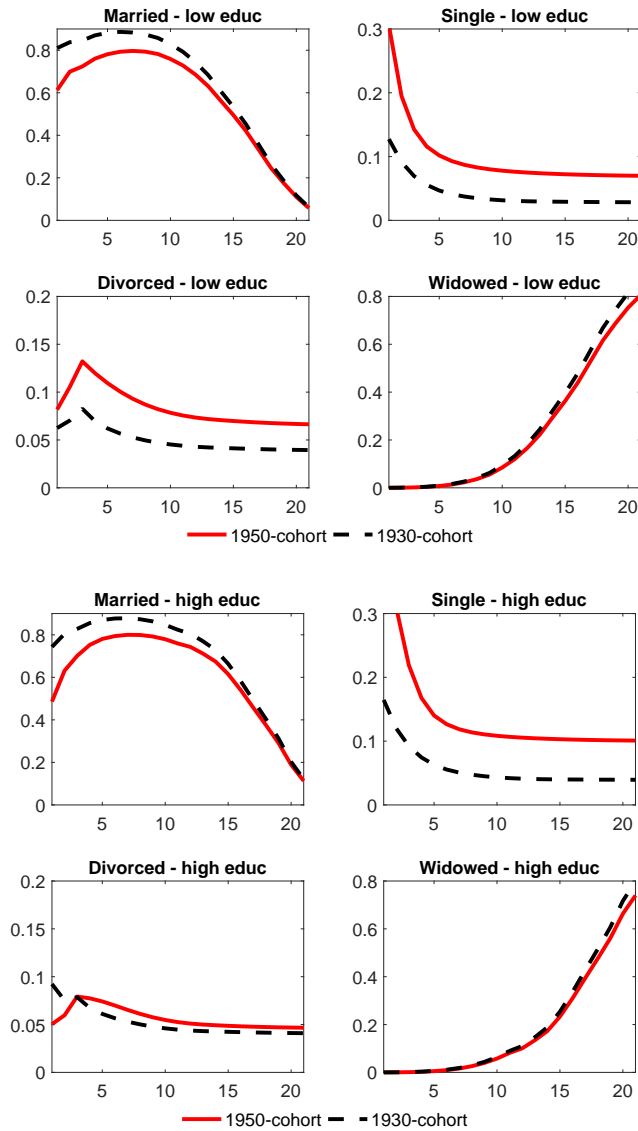 Married - low educ
Single - low educ
0.8
0.6
0.4
0.2
0
5 10 15 20
0.3
0.2
0.1
0
5 10 15 20
Divorced - low educ
Widowed - low educ
0.2
0.15
0.1
0.05
0
5 10 15 20
0.8
0.6
0.4
0.2
0
5 10 15 20
1950-cohort 1930-cohort
Married - high educ
Single - high educ
0.8
0.6
0.4
0.2
0
5 10 15 20
0.3
0.2
0.1
0
5 10 15 20
Divorced - high educ
Widowed - high educ
0.2
0.15
0.1
0.05
0
5 10 15 20
0.8
0.6
0.4
0.2
0
5 10 15 20
1950-cohort 1930-cohort